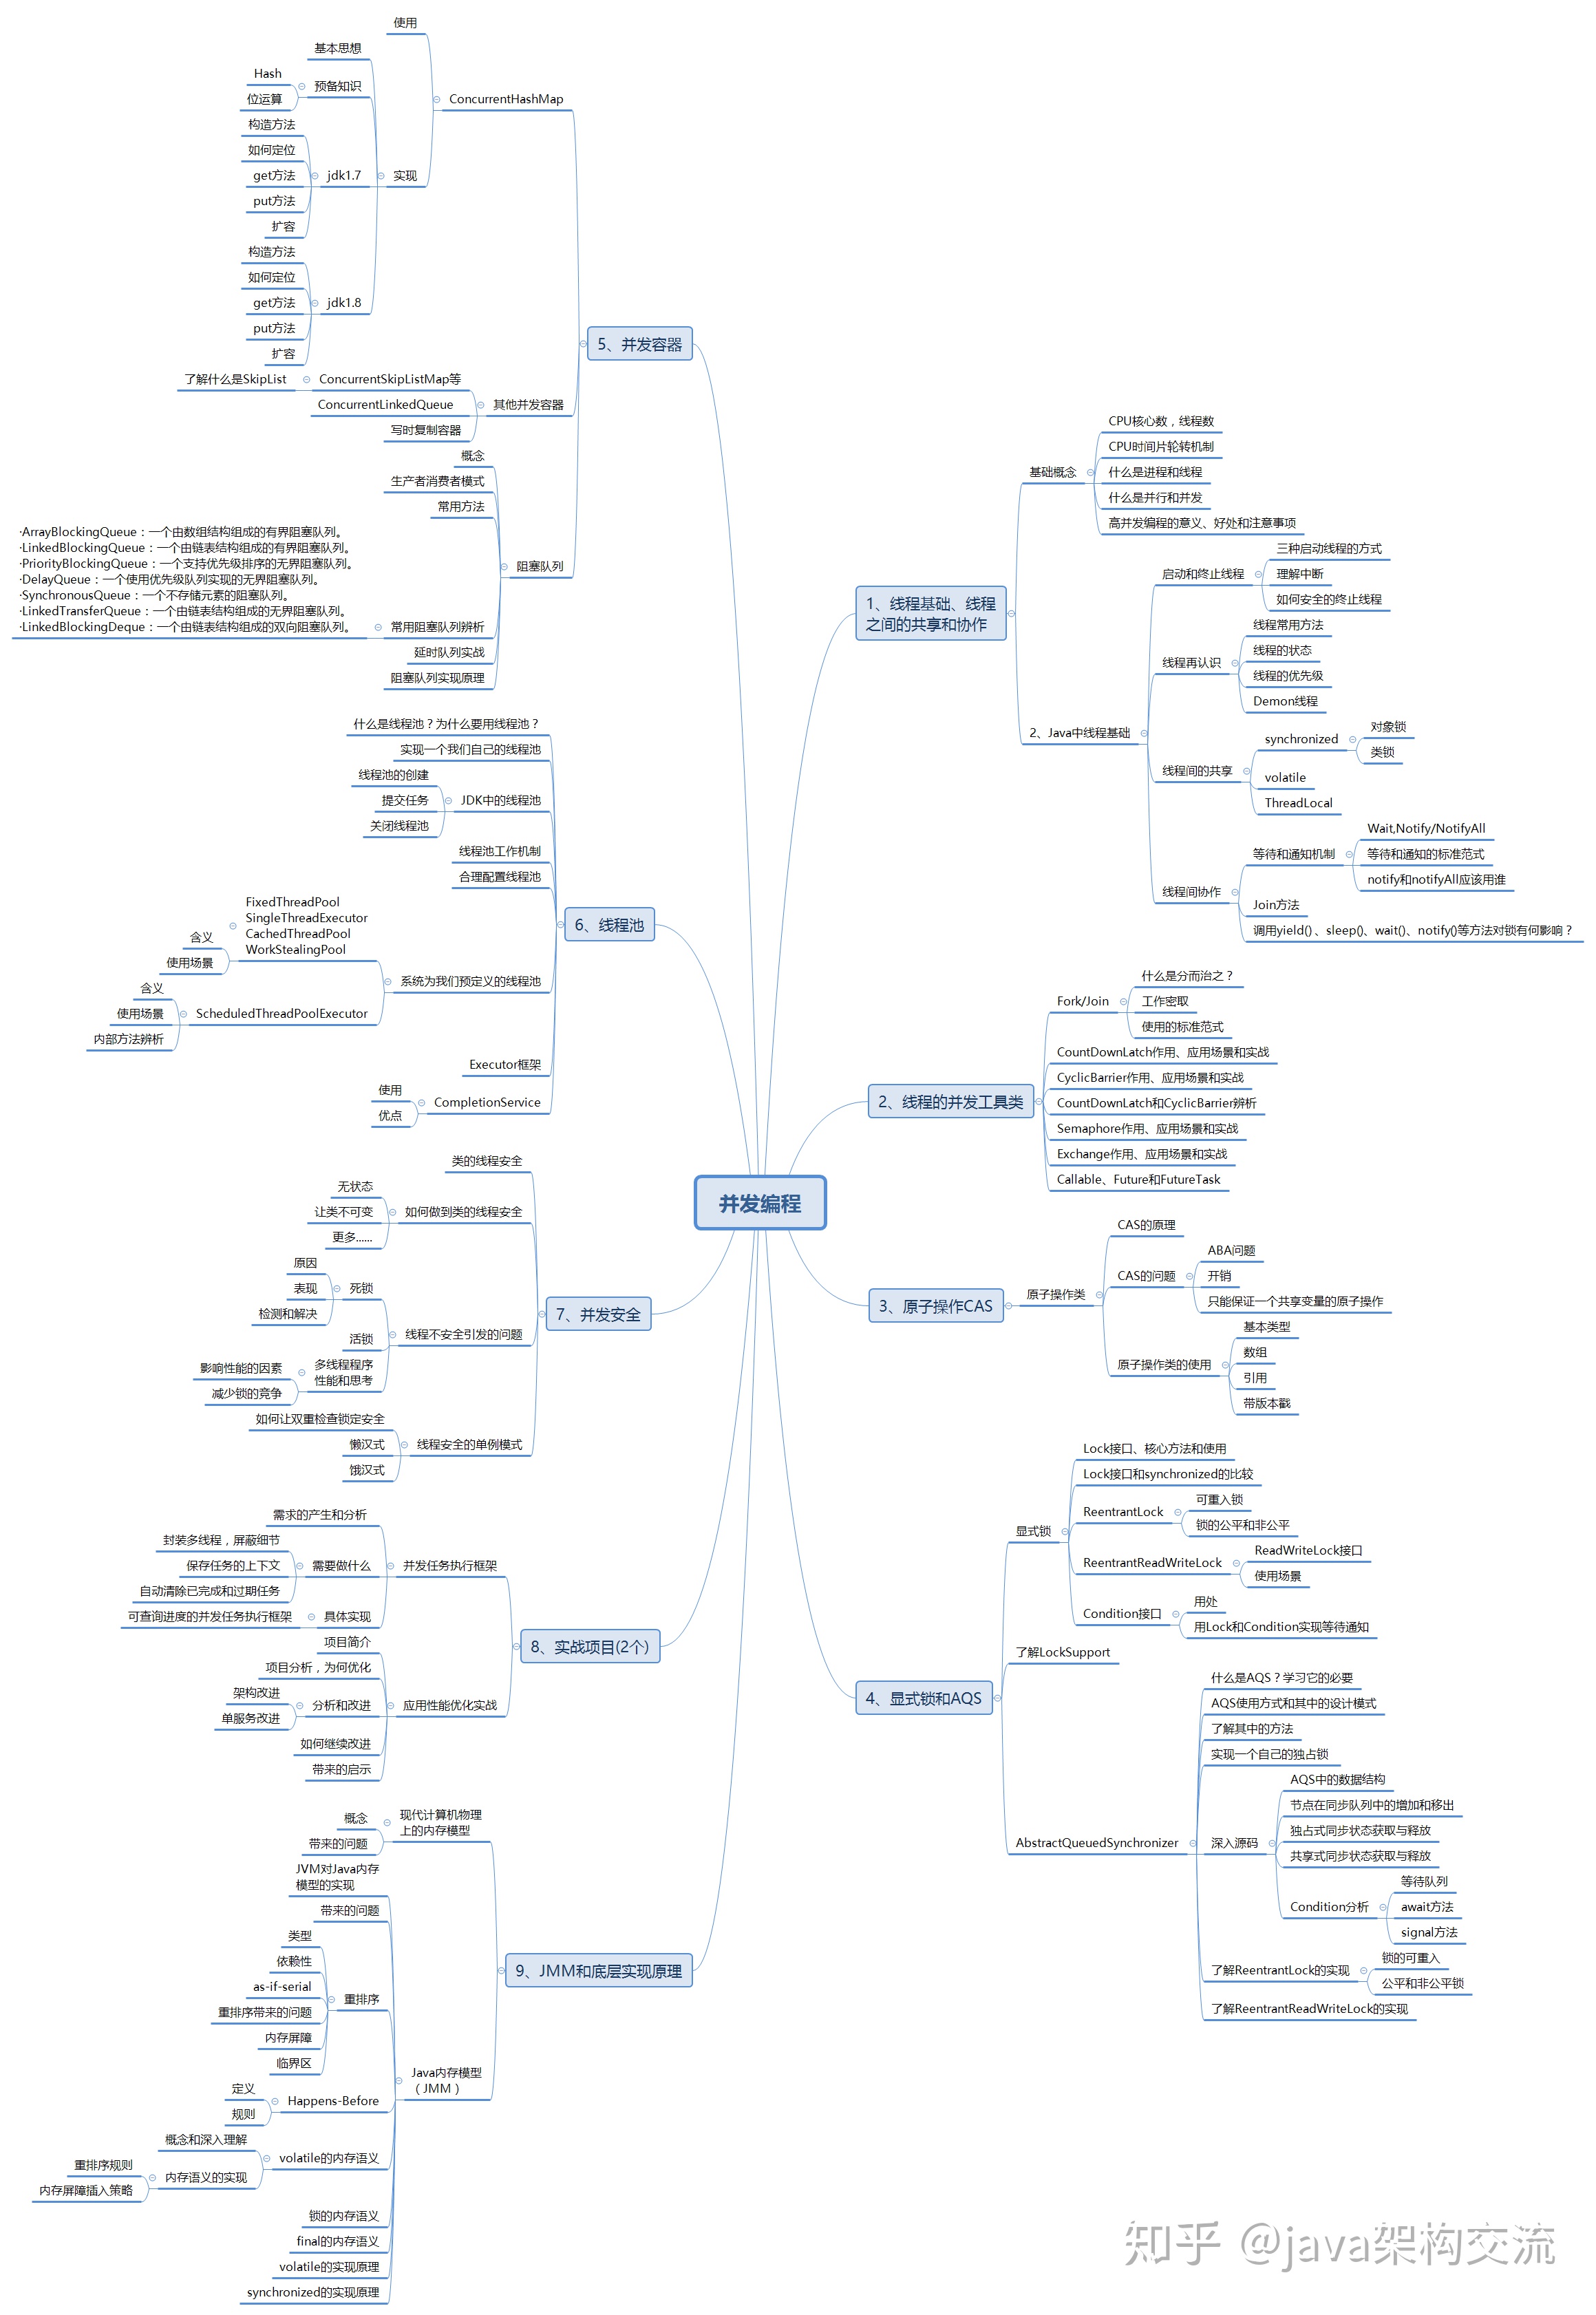 并发编程
1、线程基础、线程
之间的共享和协作
基础概念
CPU核心数，线程数
CPU时间片轮转机制
什么是进程和线程
什么是并行和并发
高并发编程的意义、好处和注意事项
2、Java中线程基础
启动和终止线程
三种启动线程的方式
理解中断
如何安全的终止线程
线程再认识
线程常用方法
线程的状态
线程的优先级
Demon线程
线程间的共享
synchronized
对象锁
类锁
volatile
ThreadLocal
线程间协作
等待和通知机制
Wait,Notify/NotifyAll
等待和通知的标准范式
notify和notifyAll应该用谁
Join方法
调用yield() 、sleep()、wait()、notify()等方法对锁有何影响？
2、线程的并发工具类
Fork/Join
什么是分而治之？
工作密取
使用的标准范式
CountDownLatch作用、应用场景和实战
CyclicBarrier作用、应用场景和实战
CountDownLatch和CyclicBarrier辨析
Semaphore作用、应用场景和实战
Exchange作用、应用场景和实战
Callable、Future和FutureTask
3、原子操作CAS
原子操作类
CAS的原理
CAS的问题
ABA问题
开销
只能保证一个共享变量的原子操作
原子操作类的使用
基本类型
数组
引用
带版本戳
4、显式锁和AQS
显式锁
Lock接口、核心方法和使用
Lock接口和synchronized的比较
ReentrantLock
可重入锁
锁的公平和非公平
ReentrantReadWriteLock
ReadWriteLock接口
使用场景
Condition接口
用处
用Lock和Condition实现等待通知
了解LockSupport
AbstractQueuedSynchronizer
什么是AQS？学习它的必要
AQS使用方式和其中的设计模式
了解其中的方法
实现一个自己的独占锁
深入源码
AQS中的数据结构
节点在同步队列中的增加和移出
独占式同步状态获取与释放
共享式同步状态获取与释放
Condition分析
等待队列
await方法
signal方法
了解ReentrantLock的实现
锁的可重入
公平和非公平锁
了解ReentrantReadWriteLock的实现
5、并发容器
ConcurrentHashMap
使用
实现
基本思想
预备知识
Hash
位运算
jdk1.7
构造方法
如何定位
get方法
put方法
扩容
jdk1.8
构造方法
如何定位
get方法
put方法
扩容
其他并发容器
ConcurrentSkipListMap等
了解什么是SkipList
ConcurrentLinkedQueue
写时复制容器
阻塞队列
概念
生产者消费者模式
常用方法
常用阻塞队列辨析
·ArrayBlockingQueue：一个由数组结构组成的有界阻塞队列。
·LinkedBlockingQueue：一个由链表结构组成的有界阻塞队列。
·PriorityBlockingQueue：一个支持优先级排序的无界阻塞队列。
·DelayQueue：一个使用优先级队列实现的无界阻塞队列。
·SynchronousQueue：一个不存储元素的阻塞队列。
·LinkedTransferQueue：一个由链表结构组成的无界阻塞队列。
·LinkedBlockingDeque：一个由链表结构组成的双向阻塞队列。
延时队列实战
阻塞队列实现原理
6、线程池
什么是线程池？为什么要用线程池？
实现一个我们自己的线程池
JDK中的线程池
线程池的创建
提交任务
关闭线程池
线程池工作机制
合理配置线程池
系统为我们预定义的线程池
FixedThreadPool
SingleThreadExecutor
CachedThreadPool
WorkStealingPool
含义
使用场景
ScheduledThreadPoolExecutor
含义
使用场景
内部方法辨析
Executor框架
CompletionService
使用
优点
7、并发安全
类的线程安全
如何做到类的线程安全
无状态
让类不可变
更多......
线程不安全引发的问题
死锁
原因
表现
检测和解决
活锁
多线程程序
性能和思考
影响性能的因素
减少锁的竞争
线程安全的单例模式
如何让双重检查锁定安全
懒汉式
饿汉式
8、实战项目(2个)
并发任务执行框架
需求的产生和分析
需要做什么
封装多线程，屏蔽细节
保存任务的上下文
自动清除已完成和过期任务
具体实现
可查询进度的并发任务执行框架
应用性能优化实战
项目简介
项目分析，为何优化
分析和改进
架构改进
单服务改进
如何继续改进
带来的启示
9、JMM和底层实现原理
现代计算机物理
上的内存模型
概念
带来的问题
Java内存模型
（JMM）
JVM对Java内存
模型的实现
带来的问题
重排序
类型
依赖性
as-if-serial
重排序带来的问题
内存屏障
临界区
Happens-Before
定义
规则
volatile的内存语义
概念和深入理解
内存语义的实现
重排序规则
内存屏障插入策略
锁的内存语义
final的内存语义
volatile的实现原理
synchronized的实现原理
知乎 @java架构交流